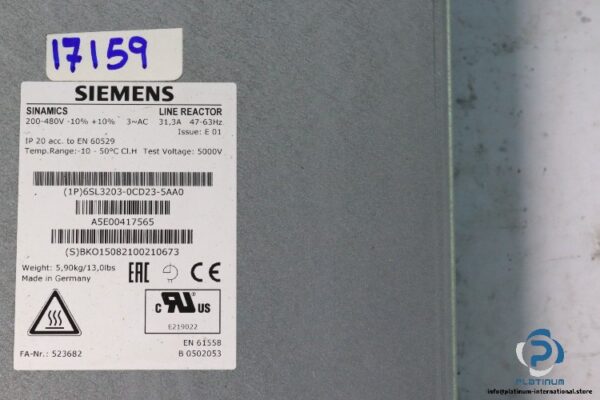 17159
SIEMENS
SINAMICS LINE REACTOR
200-480V -10% +10% 3~AC 31,3A 47-63Hz
Issue: E 01
IP 20 acc. to EN 60529
Temp.Range:-10 - 50°C Cl.H Test Voltage: 5000V
(1P)6SL3203-0CD23-5AA0
A5E00417565
(S)BKO15082100210673
Weight: 5,90kg/13,0lbs
Made in Germany
EAC CE
c RU US
E219022
EN 61558
FA-Nr.: 523682 B 0502053
PLATINUM
info@platinum-international.store